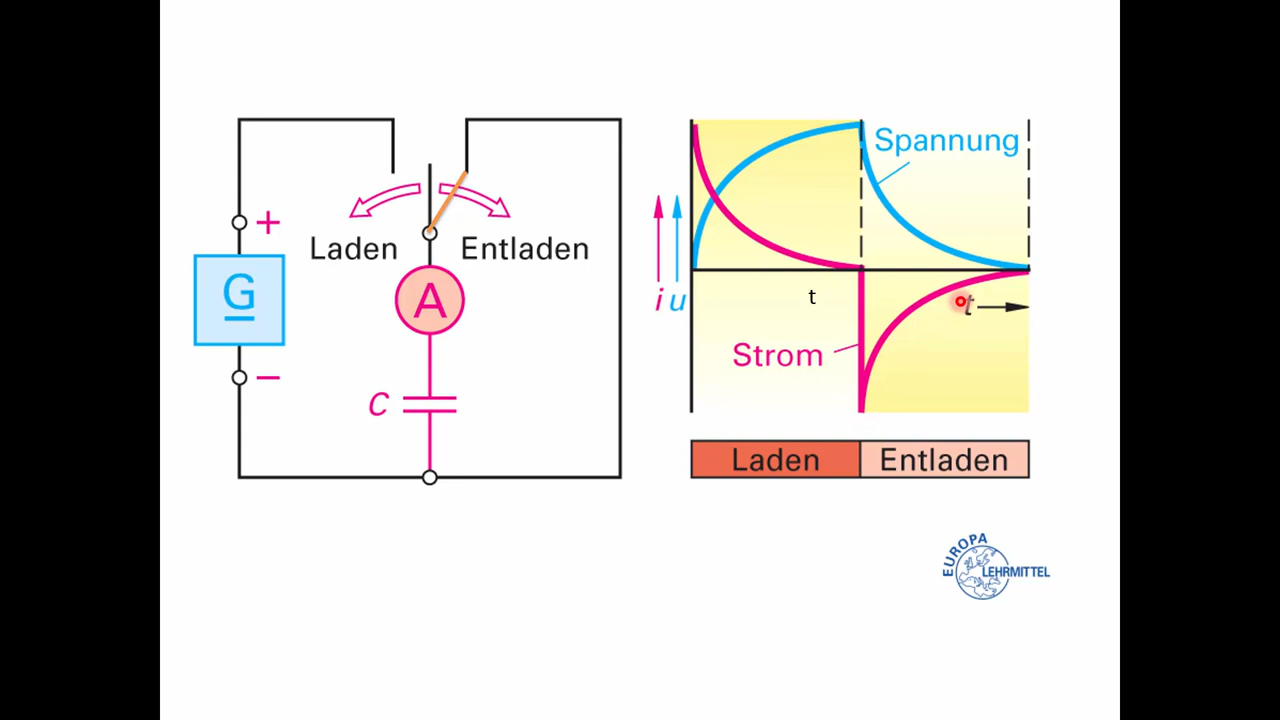 +
Laden
Entladen
G
A
−
C
Spannung
i u
t
t
Strom
Laden
Entladen
EUROPA
LEHRMITTEL